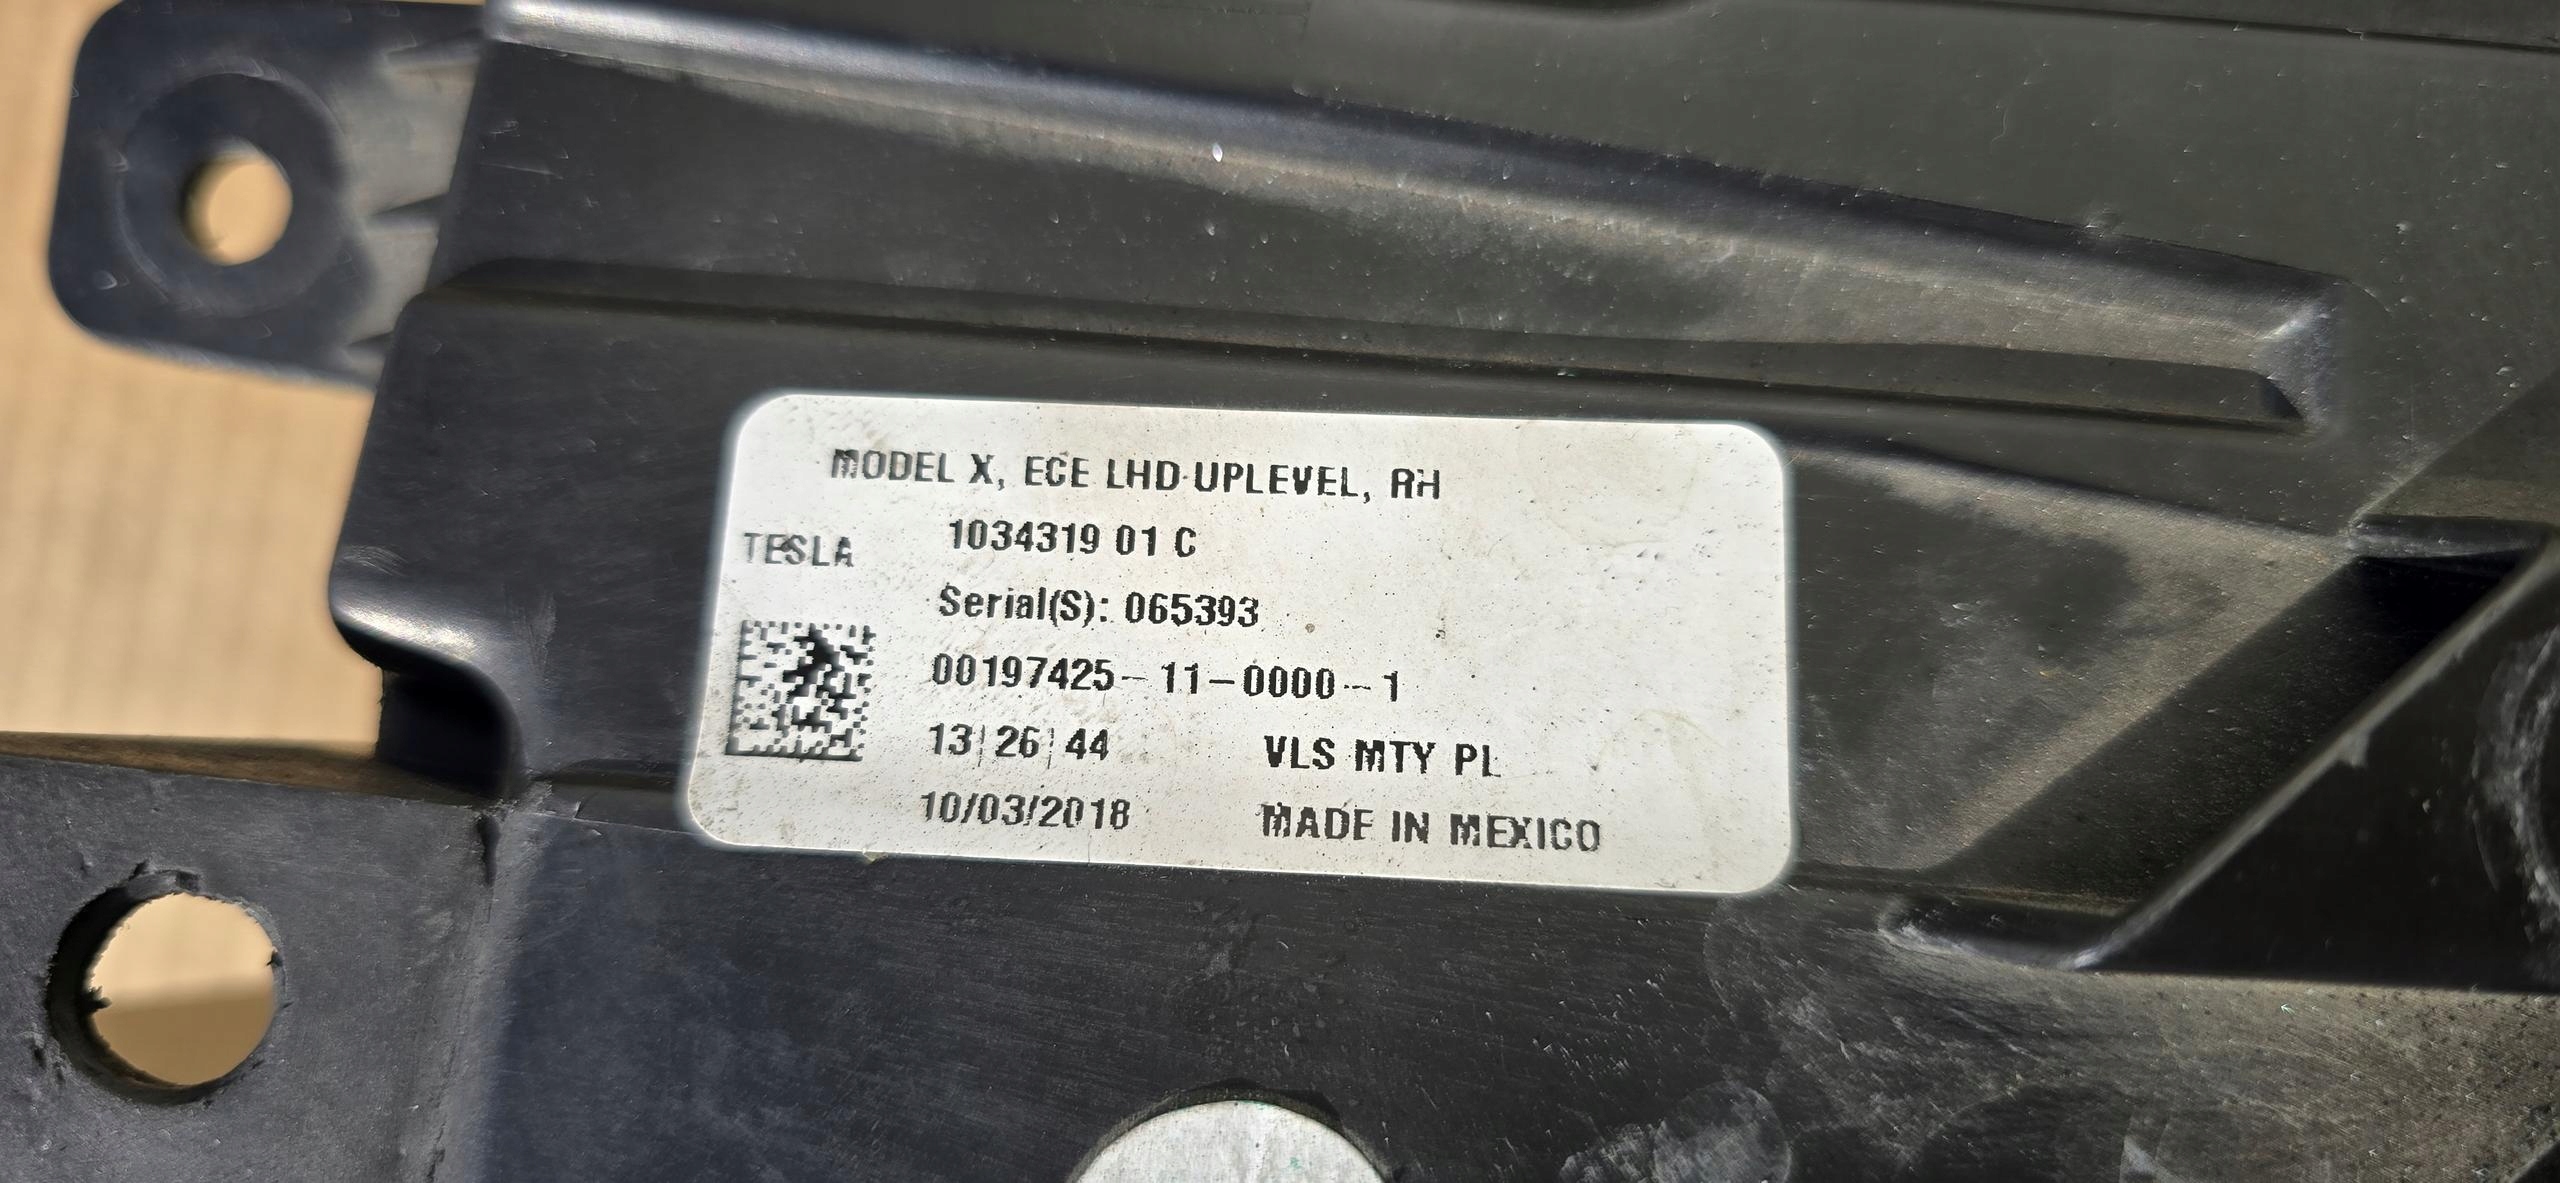 MODEL X, ECE LHD UPLEVEL, RH
1034319 01 C
TESLA
Serial(S): 065393
00197425-11-0000-1
13|26|44 VLS MTY PL
10/03/2018 MADE IN MEXICO